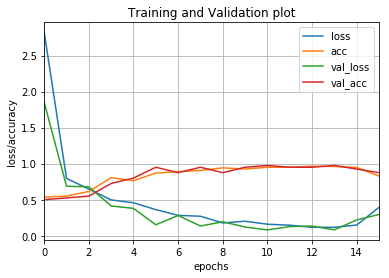 Training and Validation plot
loss
acc
val_loss
val_acc
2.5
2.0
1.5
1.0
0.5
0.0
loss/accuracy
0 2 4 6 8 10 12 14
epochs